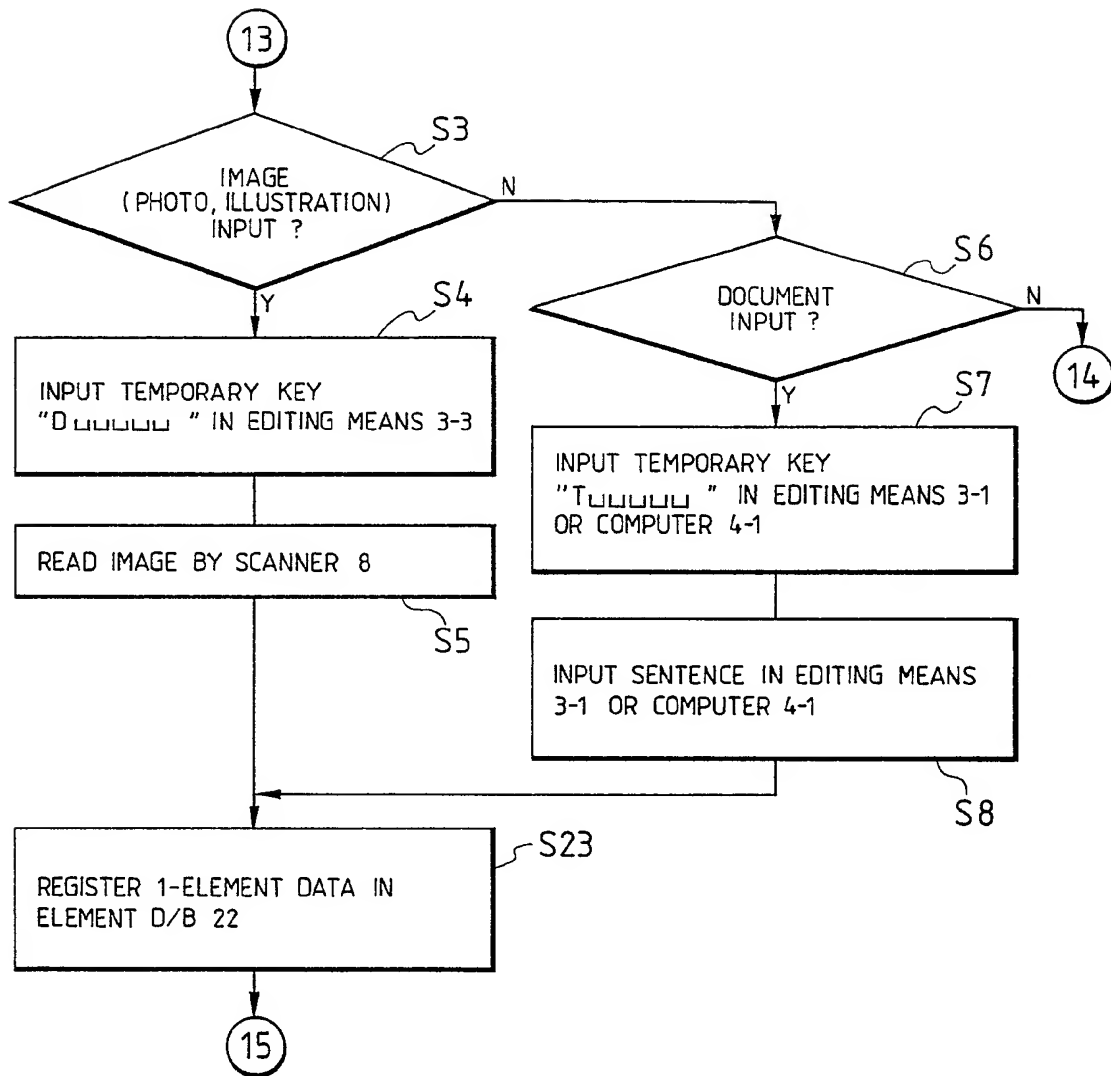 13
S3
IMAGE
(PHOTO, ILLUSTRATION)
INPUT ?
N
Y
S4
INPUT TEMPORARY KEY
"D␣␣␣␣␣ " IN EDITING MEANS 3-3
READ IMAGE BY SCANNER 8
S5
S6
DOCUMENT
INPUT ?
N
14
Y
S7
INPUT TEMPORARY KEY
"T␣␣␣␣␣ " IN EDITING MEANS 3-1
OR COMPUTER 4-1
INPUT SENTENCE IN EDITING MEANS
3-1 OR COMPUTER 4-1
S8
S23
REGISTER 1-ELEMENT DATA IN
ELEMENT D/B 22
15